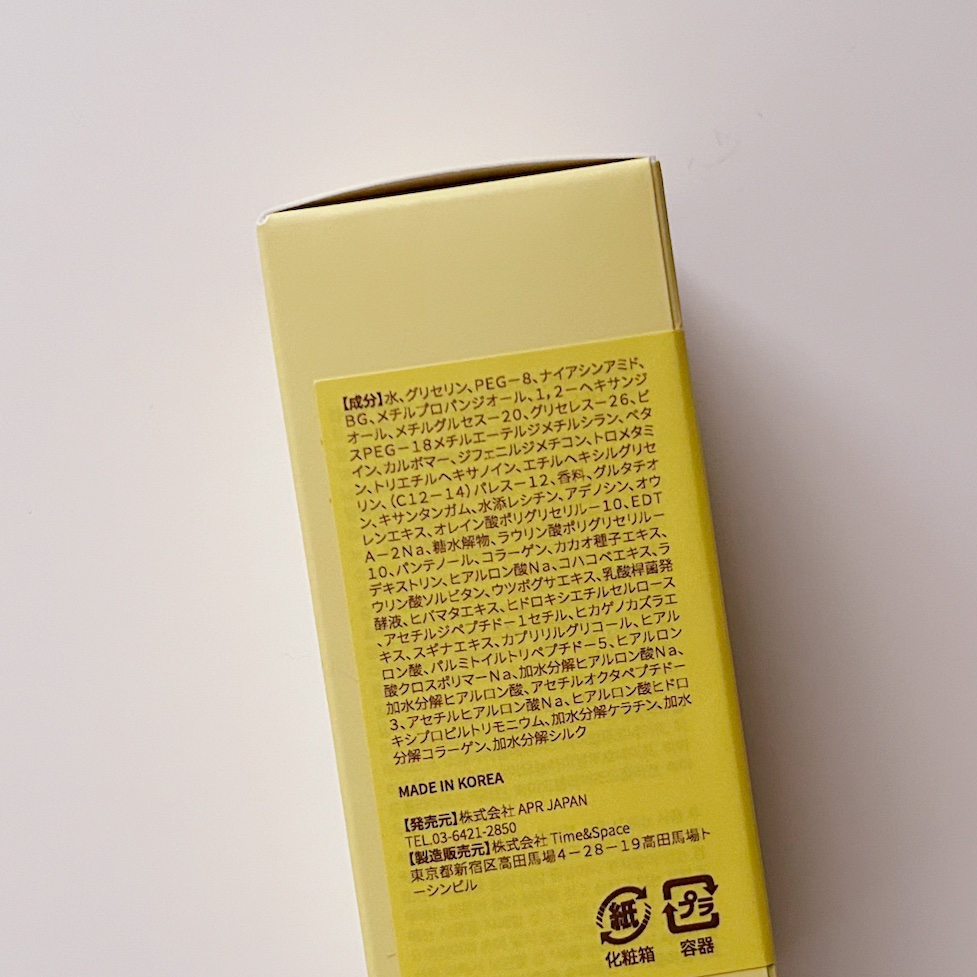 【成分】水、グリセリン、PEG－8、ナイアシンアミド、
BG、メチルプロパンジオール、1，2－ヘキサンジ
オール、メチルグルセス－20、グリセレス－26、ビ
スPEG－18メチルエーテルジメチルシラン、ベタ
イン、カルボマー、ジフェニルジメチコン、トロメタミ
ン、トリエチルヘキサノイン、エチルヘキシルグリセ
リン、（C12－14）パレス－12、香料、グルタチオ
ン、キサンタンガム、水添レシチン、アデノシン、オウ
レンエキス、オレイン酸ポリグリセリル－10、EDT
A－2Na、糖水解物、ラウリン酸ポリグリセリル－
10、パンテノール、コラーゲン、カカオ種子エキス、
デキストリン、ヒアルロン酸Na、コハコベエキス、ラ
ウリン酸ソルビタン、ウツボグサエキス、乳酸桿菌発
酵液、ヒバマタエキス、ヒドロキシエチルセルロース
、アセチルジペプチド－1セチル、ヒカゲノカズラエ
キス、スギナエキス、カプリリルグリコール、ヒアル
ロン酸、パルミトイルトリペプチド－5、ヒアルロン
酸クロスポリマーNa、加水分解ヒアルロン酸Na、
加水分解ヒアルロン酸、アセチルオクタペプチド－
3、アセチルヒアルロン酸Na、ヒアルロン酸ヒドロ
キシプロピルトリモニウム、加水分解ケラチン、加水
分解コラーゲン、加水分解シルク
MADE IN KOREA
【発売元】株式会社 APR JAPAN
TEL.03-6421-2850
【製造販売元】株式会社 Time&Space
東京都新宿区高田馬場4－28－19高田馬場ト
ーシンビル
紙 プラ
化粧箱 容器